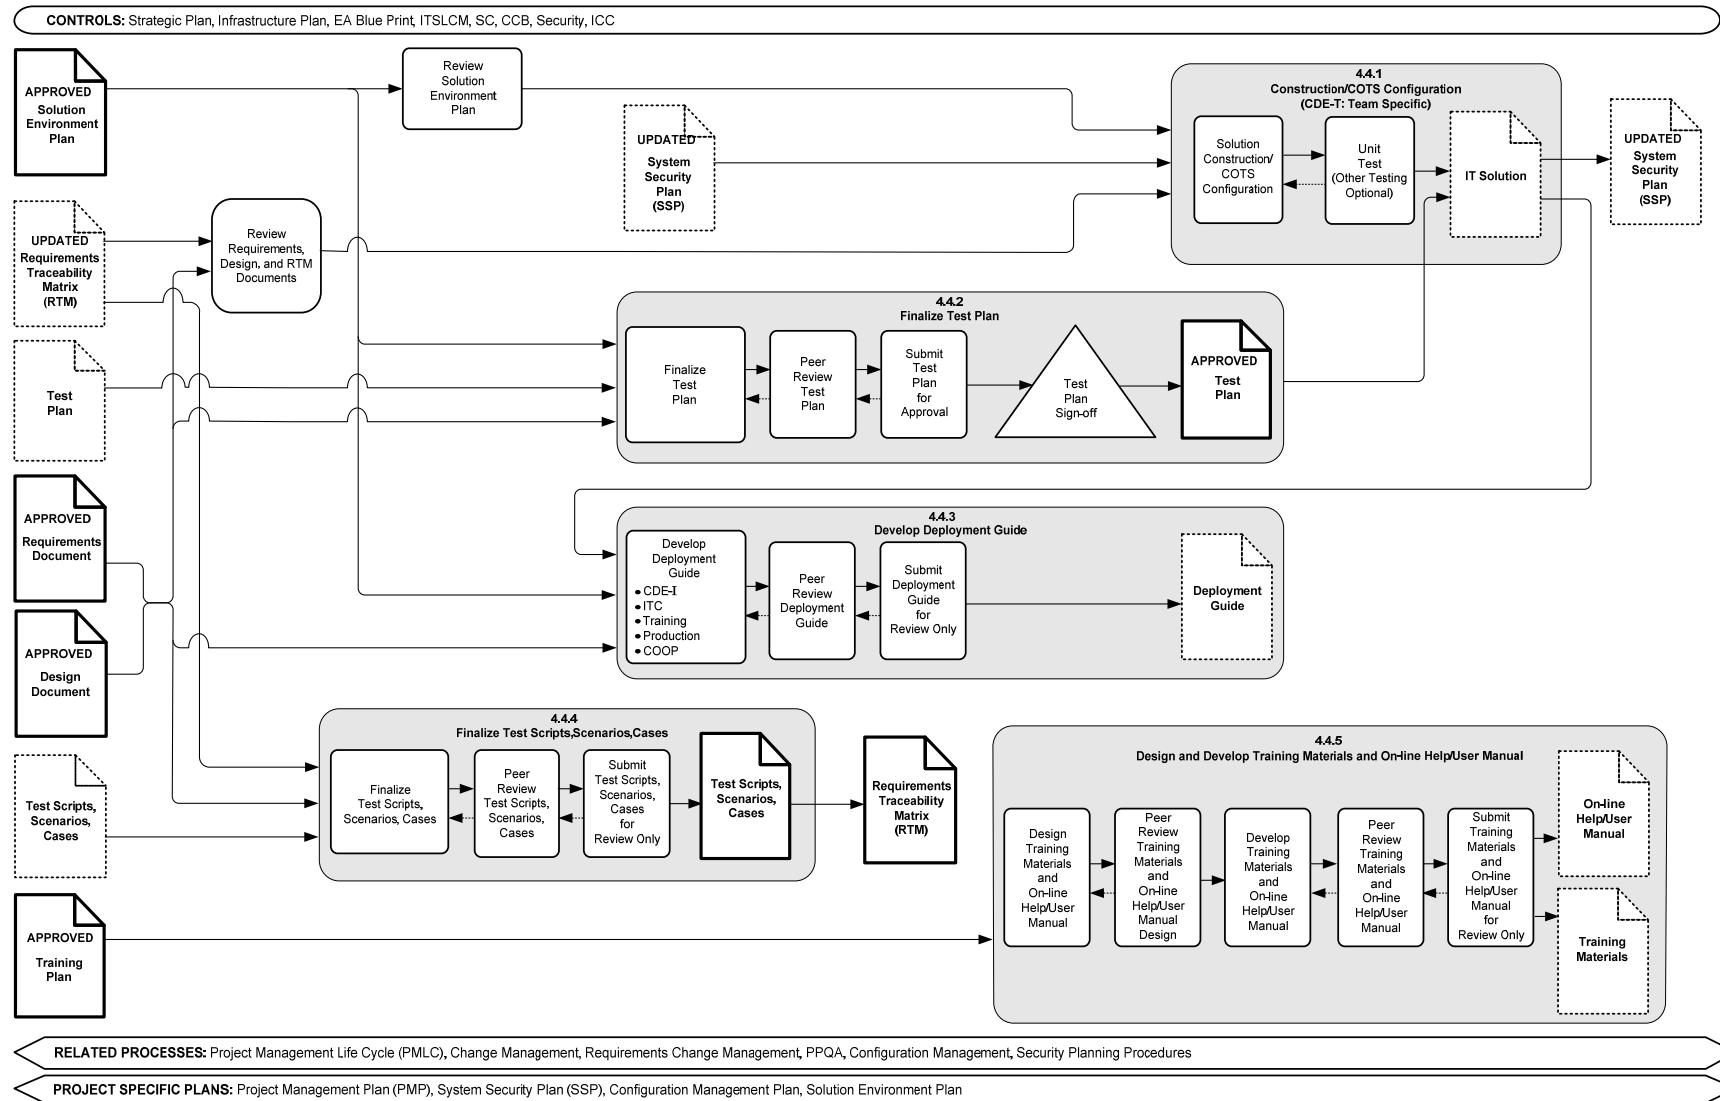 CONTROLS: Strategic Plan, Infrastructure Plan, EA Blue Print, ITSLCM, SC, CCB, Security, ICC
APPROVED
Solution
Environment
Plan
Review
Solution
Environment
Plan
UPDATED
System
Security
Plan
(SSP)
4.4.1
Construction/COTS Configuration
(CDE-T: Team Specific)
Solution
Construction/
COTS
Configuration
Unit
Test
(Other Testing
Optional)
IT Solution
UPDATED
System
Security
Plan
(SSP)
UPDATED
Requirements
Traceability
Matrix
(RTM)
Review
Requirements,
Design, and RTM
Documents
4.4.2
Finalize Test Plan
Finalize
Test
Plan
Peer
Review
Test
Plan
Submit
Test
Plan
for
Approval
Test
Plan
Sign-off
APPROVED
Test
Plan
Test
Plan
APPROVED
Requirements
Document
4.4.3
Develop Deployment Guide
Develop
Deployment
Guide
• CDE-I
• ITC
• Training
• Production
• COOP
Peer
Review
Deployment
Guide
Submit
Deployment
Guide
for
Review Only
Deployment
Guide
APPROVED
Design
Document
4.4.4
Finalize Test Scripts,Scenarios,Cases
Finalize
Test Scripts,
Scenarios, Cases
Peer
Review
Test Scripts,
Scenarios,
Cases
Submit
Test Scripts,
Scenarios,
Cases
for
Review Only
Test Scripts,
Scenarios,
Cases
Requirements
Traceability
Matrix
(RTM)
Test Scripts,
Scenarios,
Cases
4.4.5
Design and Develop Training Materials and On-line Help/User Manual
Design
Training
Materials
and
On-line
Help/User
Manual
Peer
Review
Training
Materials
and
On-line
Help/User
Manual
Design
Develop
Training
Materials
and
On-line
Help/User
Manual
Peer
Review
Training
Materials
and
On-line
Help/User
Manual
Submit
Training
Materials
and
On-line
Help/User
Manual
for
Review Only
On-line
Help/User
Manual
Training
Materials
APPROVED
Training
Plan
RELATED PROCESSES: Project Management Life Cycle (PMLC), Change Management, Requirements Change Management, PPQA, Configuration Management, Security Planning Procedures
PROJECT SPECIFIC PLANS: Project Management Plan (PMP), System Security Plan (SSP), Configuration Management Plan, Solution Environment Plan